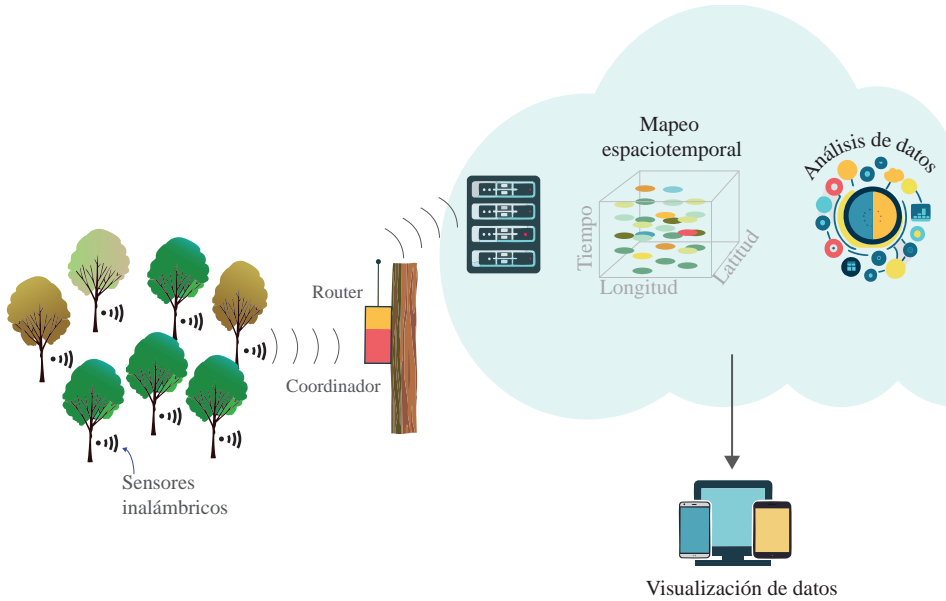 Mapeo
espaciotemporal
Análisis de datos
Tiempo
Longitud
Latitud
Router
Coordinador
Sensores
inalámbricos
Visualización de datos